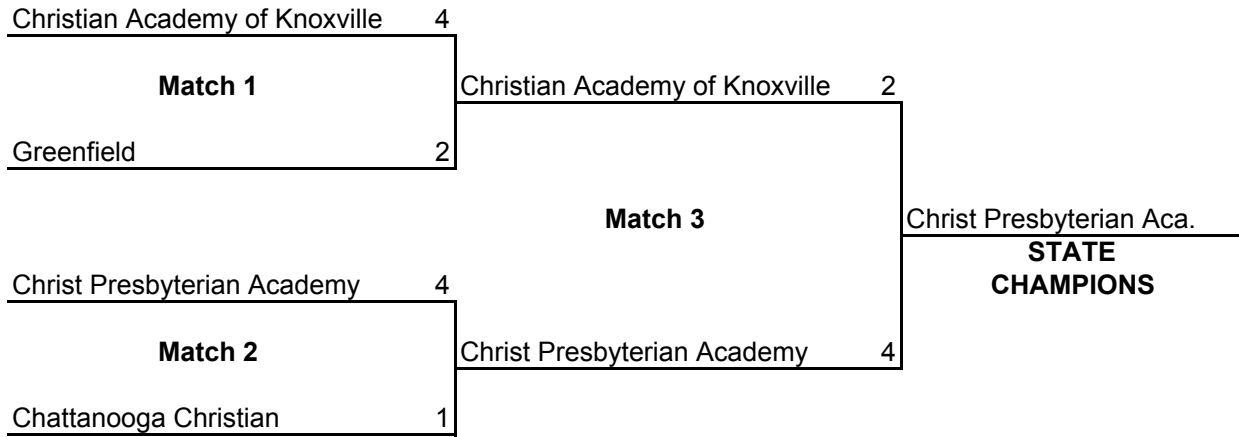 Christian Academy of Knoxville 4
Match 1
Christian Academy of Knoxville 2
Greenfield 2
Match 3
Christ Presbyterian Aca.
STATE
CHAMPIONS
Christ Presbyterian Academy 4
Match 2
Christ Presbyterian Academy 4
Chattanooga Christian 1